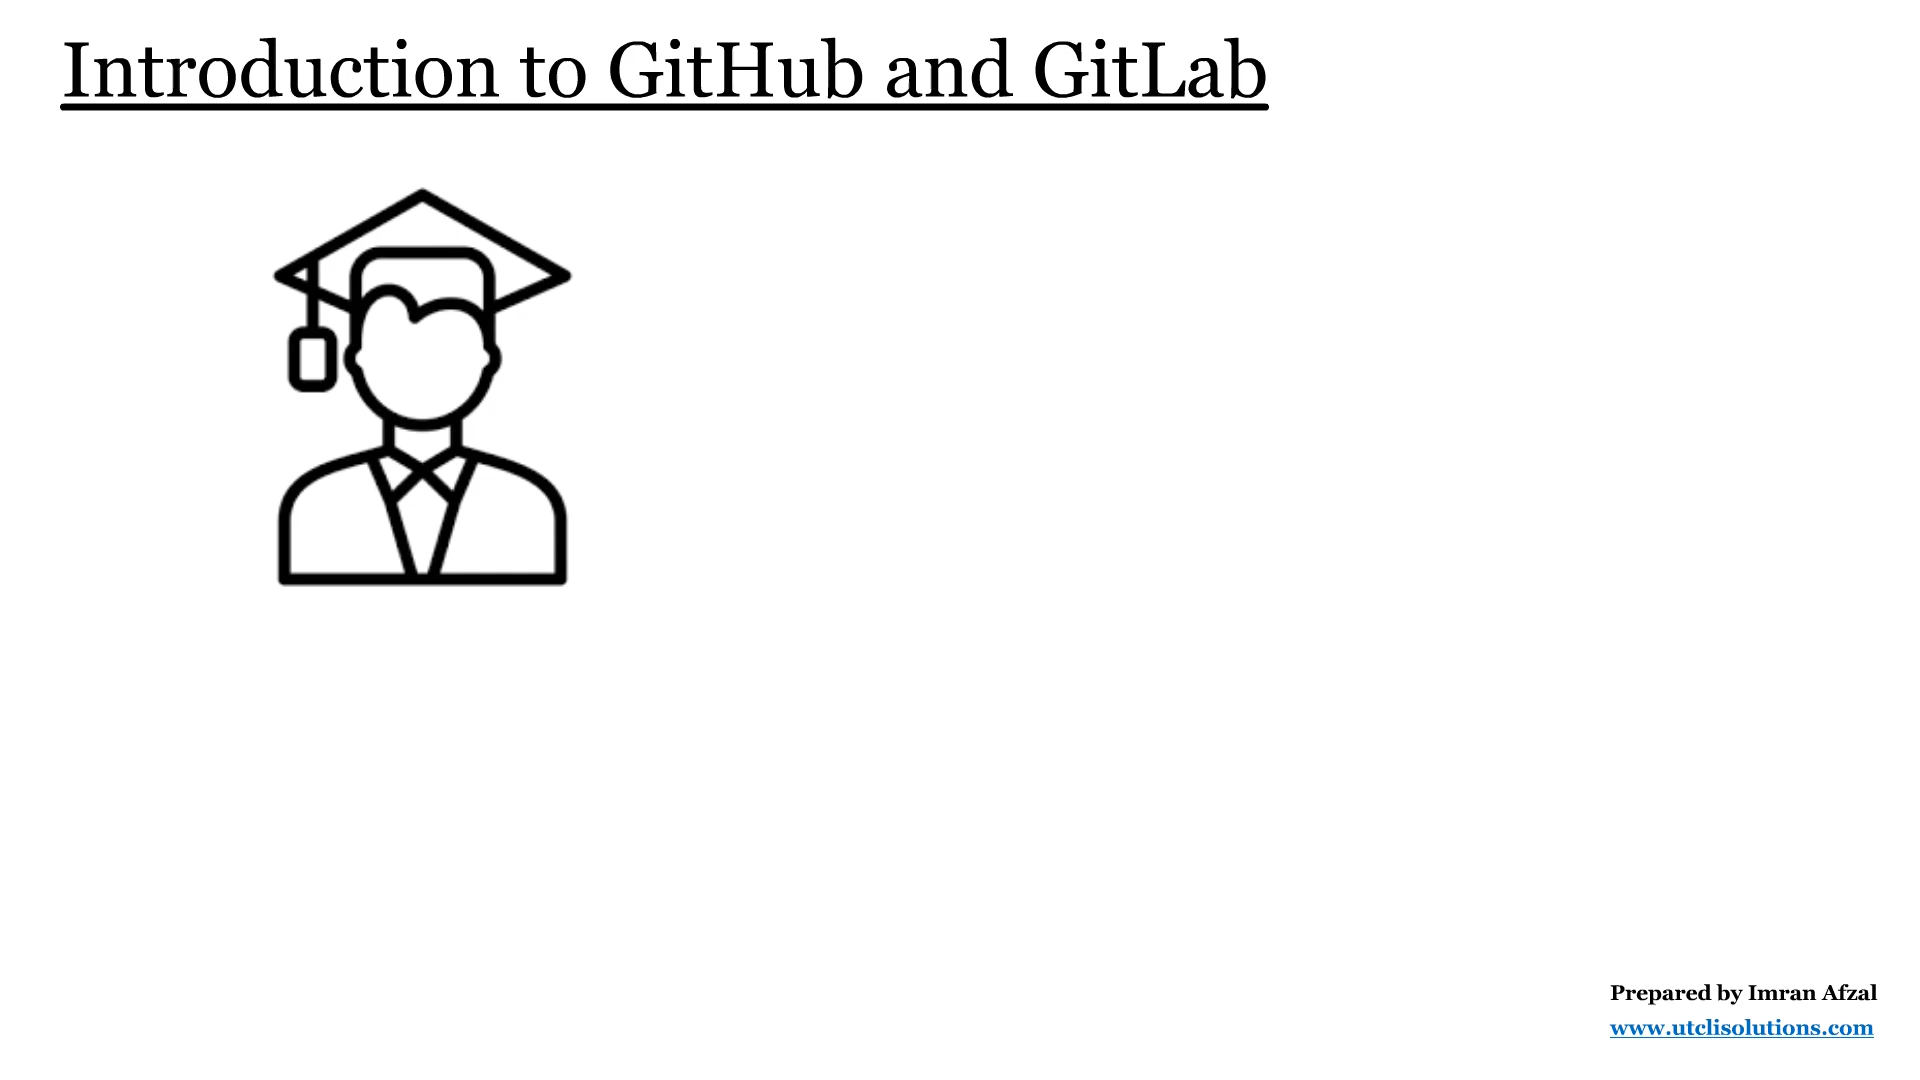 Introduction to GitHub and GitLab
Prepared by Imran Afzal
www.utclisolutions.com